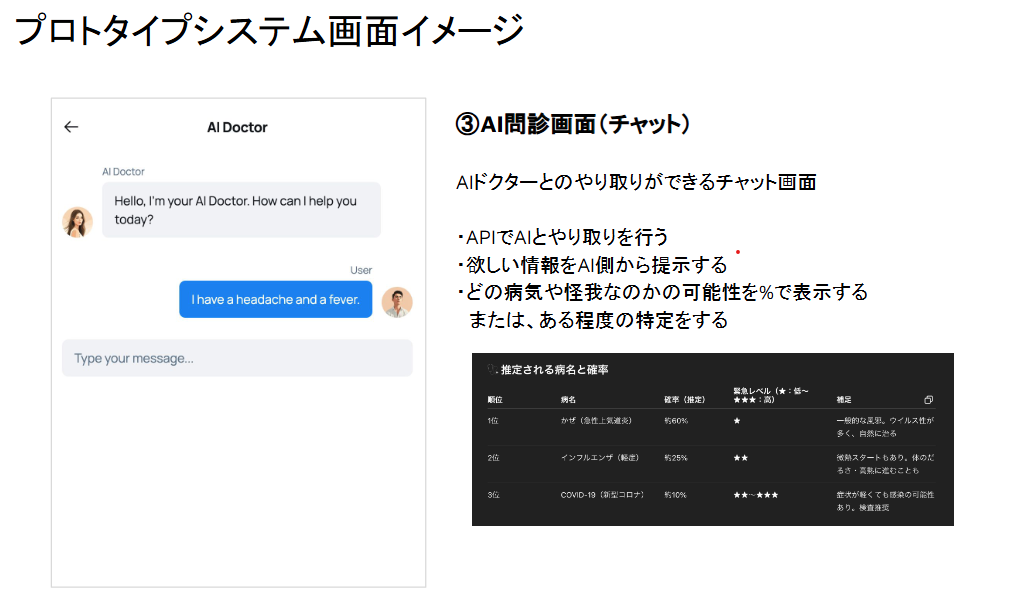 プロトタイプシステム画面イメージ
AI Doctor
AI Doctor
Hello, I'm your AI Doctor. How can I help you
today?
User
I have a headache and a fever.
Type your message...
③AI問診画面（チャット）
AIドクターとのやり取りができるチャット画面
・APIでAIとやり取りを行う
・欲しい情報をAI側から提示する
・どの病気や怪我なのかの可能性を%で表示する
または、ある程度の特定をする
. 推定される病名と確率
順位 病名 確率（推定） 緊急レベル（★：低～★★★：高） 補足
1位 かぜ（急性上気道炎） 約60% ★ 一般的な風邪。ウイルス性が
多く、自然に治る
2位 インフルエンザ（軽症） 約25% ★★ 微熱スタートもあり。体のだ
るさ・高熱に進むことも
3位 COVID-19（新型コロナ） 約10% ★★～★★★ 症状が軽くても感染の可能性
あり。検査推奨